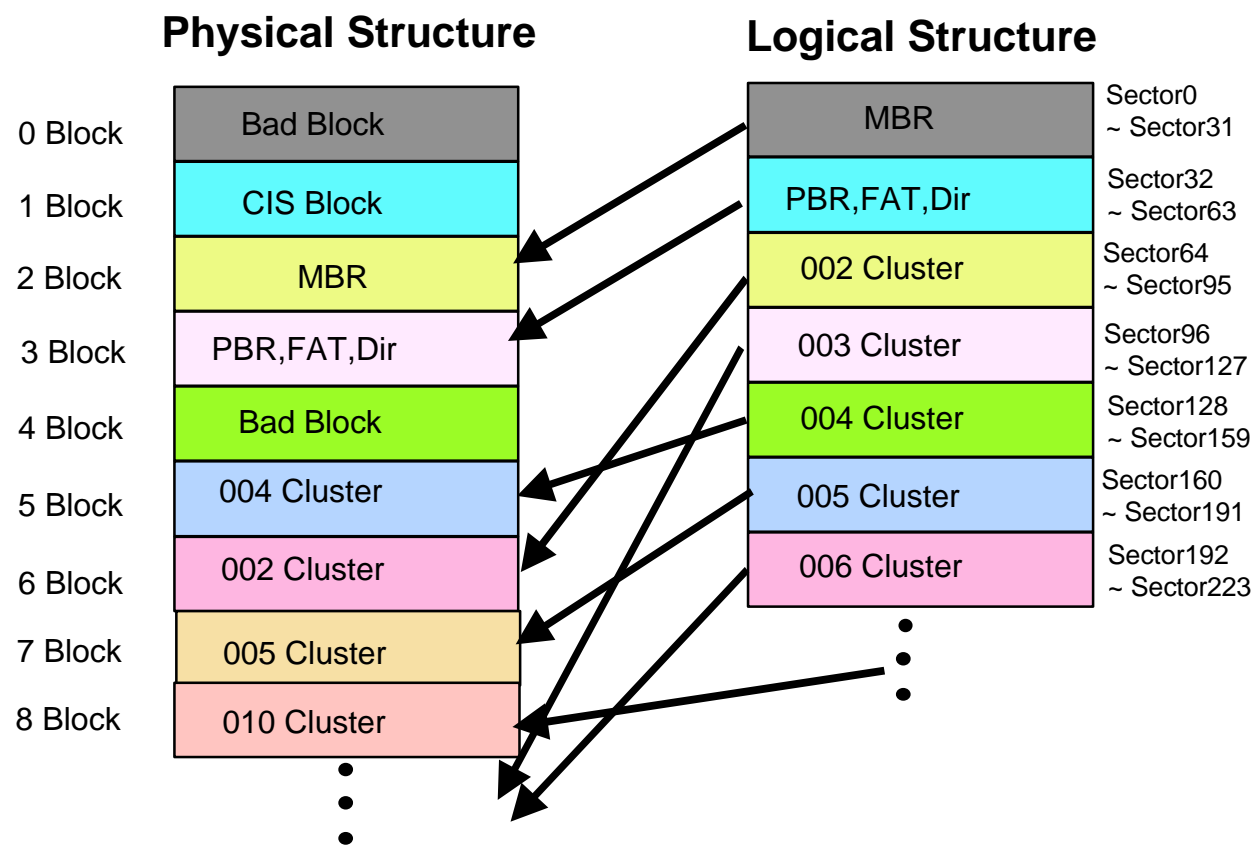 Physical Structure
Logical Structure
0 Block
Bad Block
1 Block
CIS Block
2 Block
MBR
3 Block
PBR,FAT,Dir
4 Block
Bad Block
5 Block
004 Cluster
6 Block
002 Cluster
7 Block
005 Cluster
8 Block
010 Cluster
MBR
Sector0
~ Sector31
PBR,FAT,Dir
Sector32
~ Sector63
002 Cluster
Sector64
~ Sector95
003 Cluster
Sector96
~ Sector127
004 Cluster
Sector128
~ Sector159
005 Cluster
Sector160
~ Sector191
006 Cluster
Sector192
~ Sector223